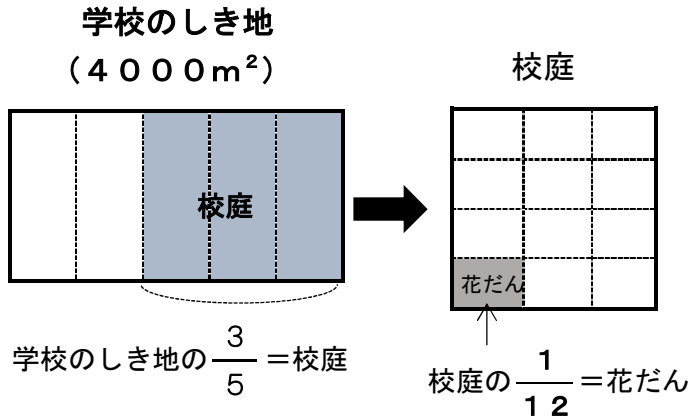 学校のしき地
（４０００ｍ²）
校庭
校庭
花だん
学校のしき地の3/5＝校庭
校庭の1/12＝花だん